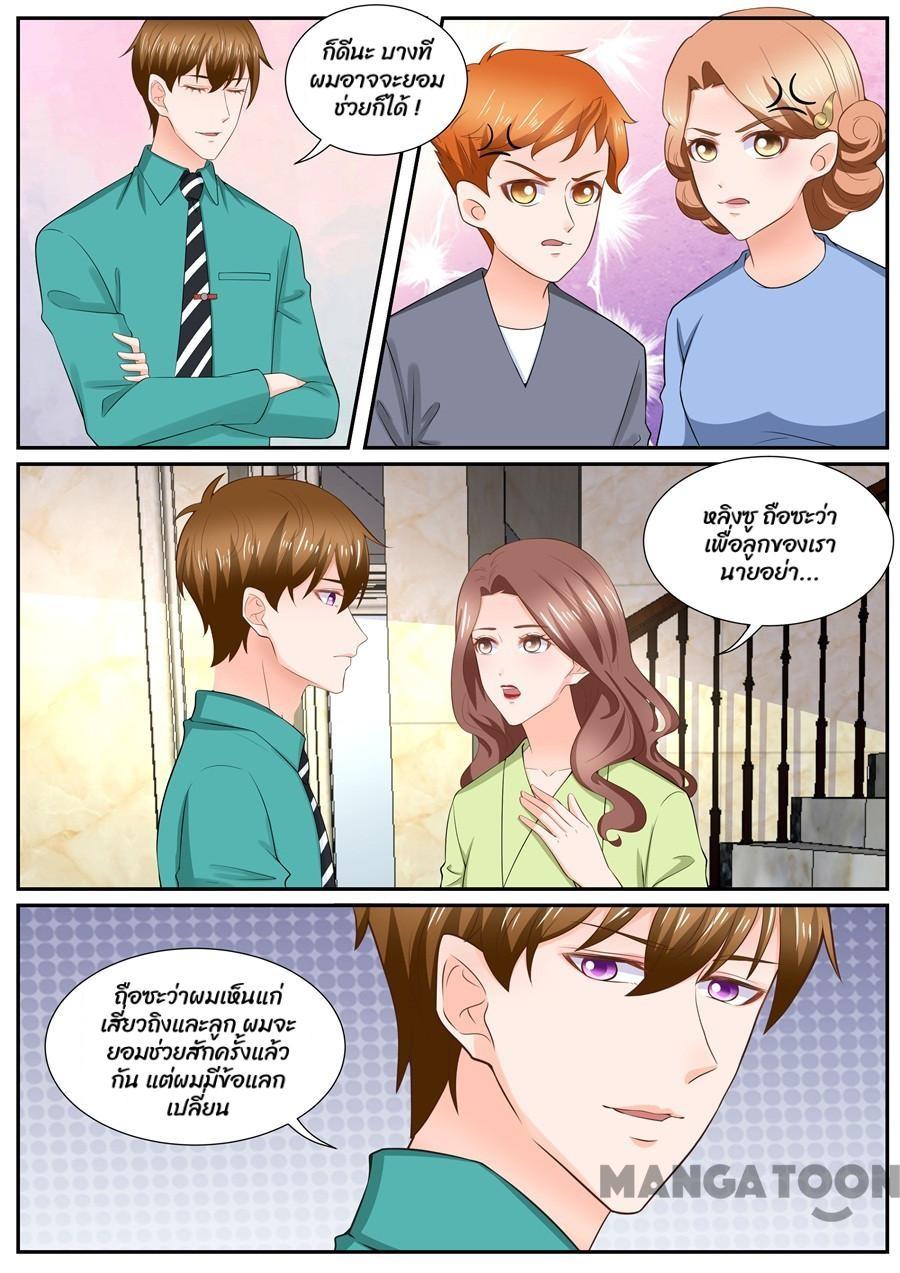 ก็ดีนะ บางที
ผมอาจจะยอม
ช่วยก็ได้ !
หลิงซู ถือซะว่า
เพื่อลูกของเรา
นายอย่า...
ถือซะว่าผมเห็นแก่
เสี่ยวถิงและลูก ผมจะ
ยอมช่วยสักครั้งแล้ว
กัน แต่ผมมีข้อแลก
เปลี่ยน
MANGATOON